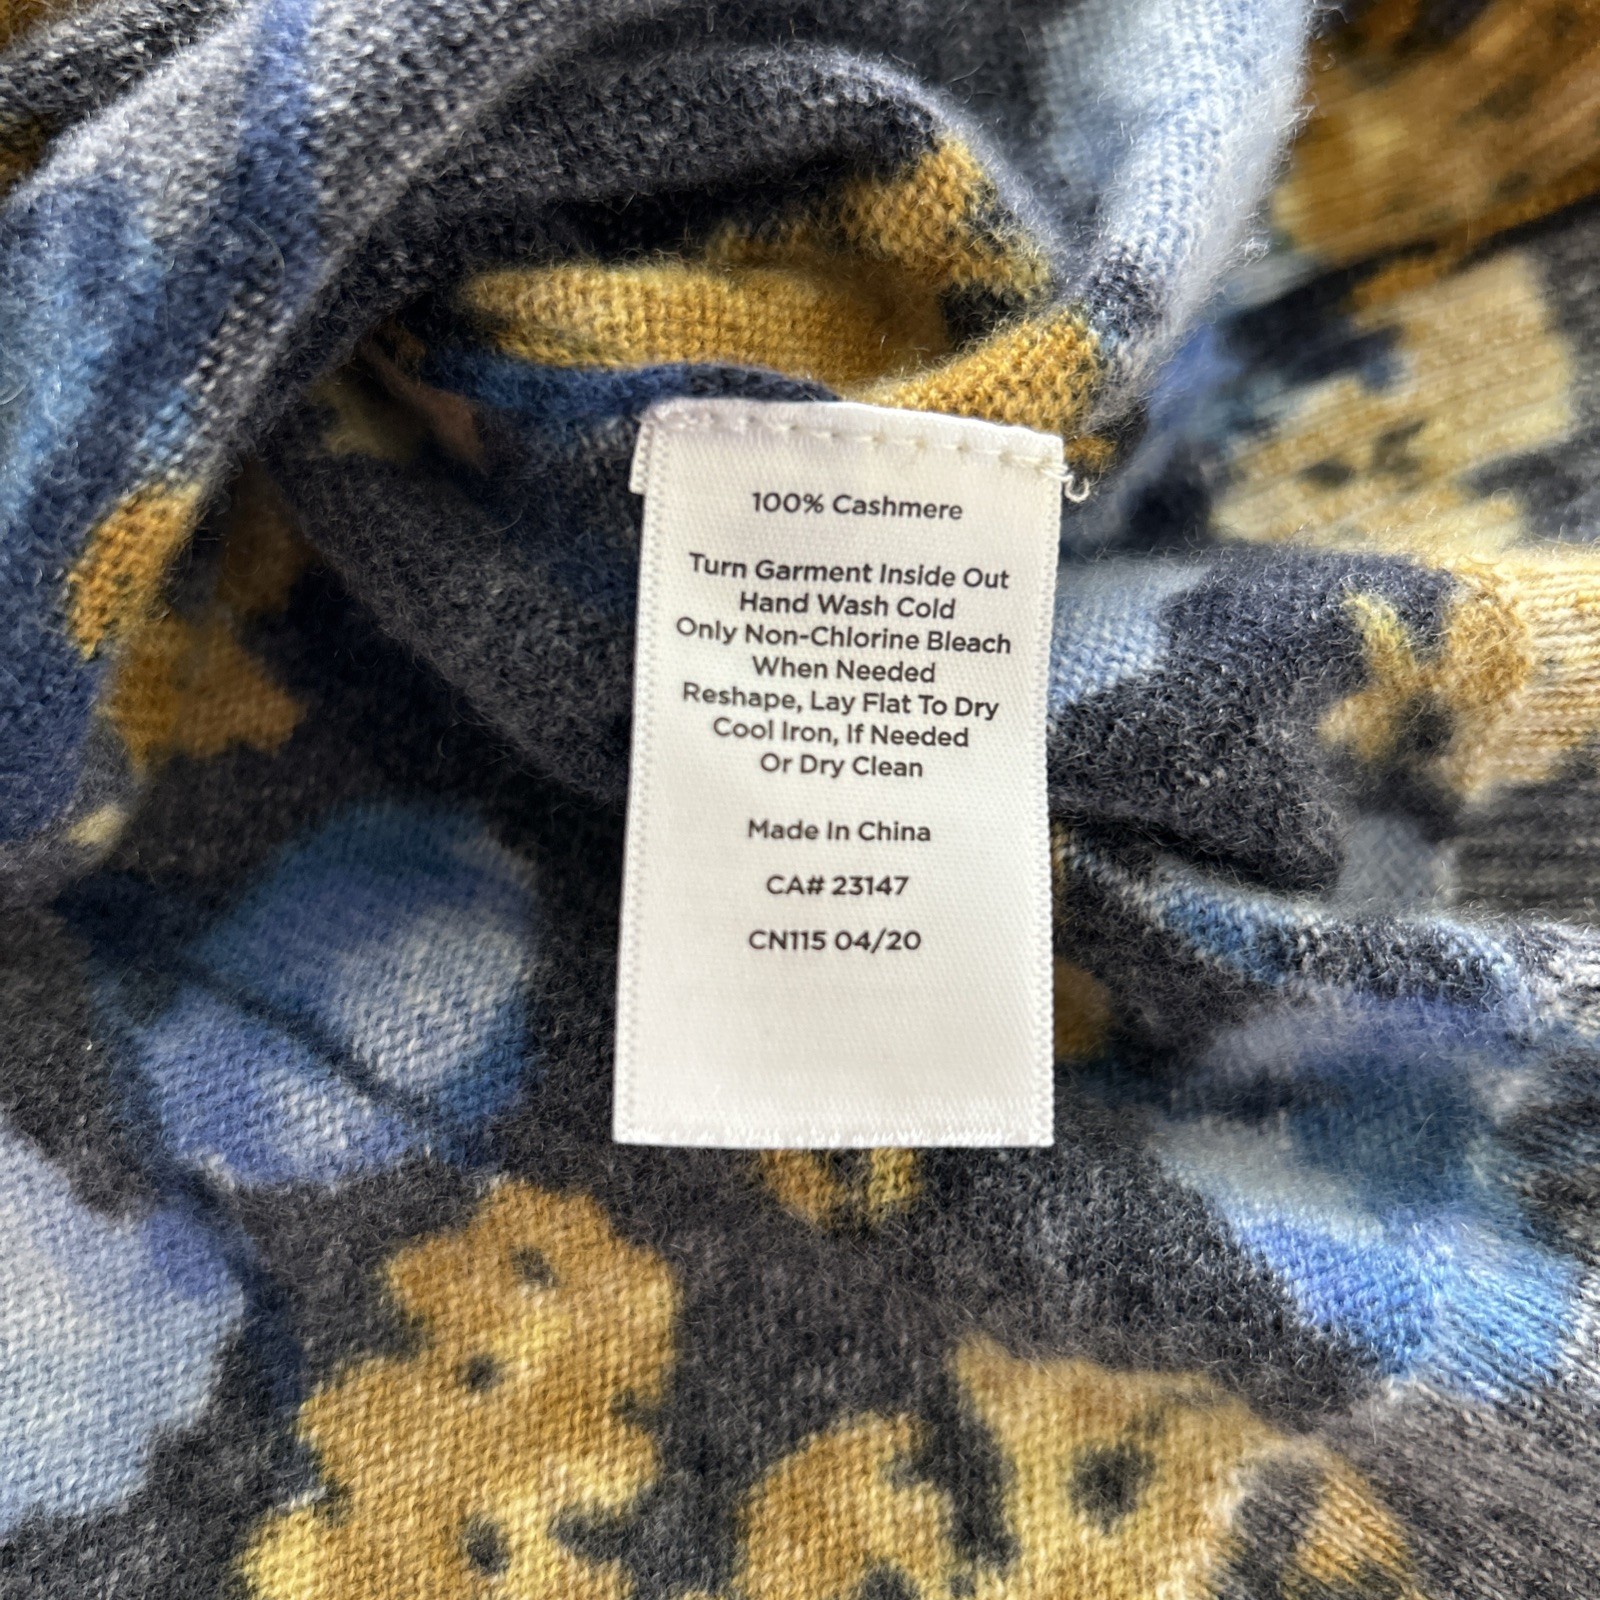 100% Cashmere
Turn Garment Inside Out
Hand Wash Cold
Only Non-Chlorine Bleach
When Needed
Reshape, Lay Flat To Dry
Cool Iron, If Needed
Or Dry Clean
Made In China
CA# 23147
CN115 04/20